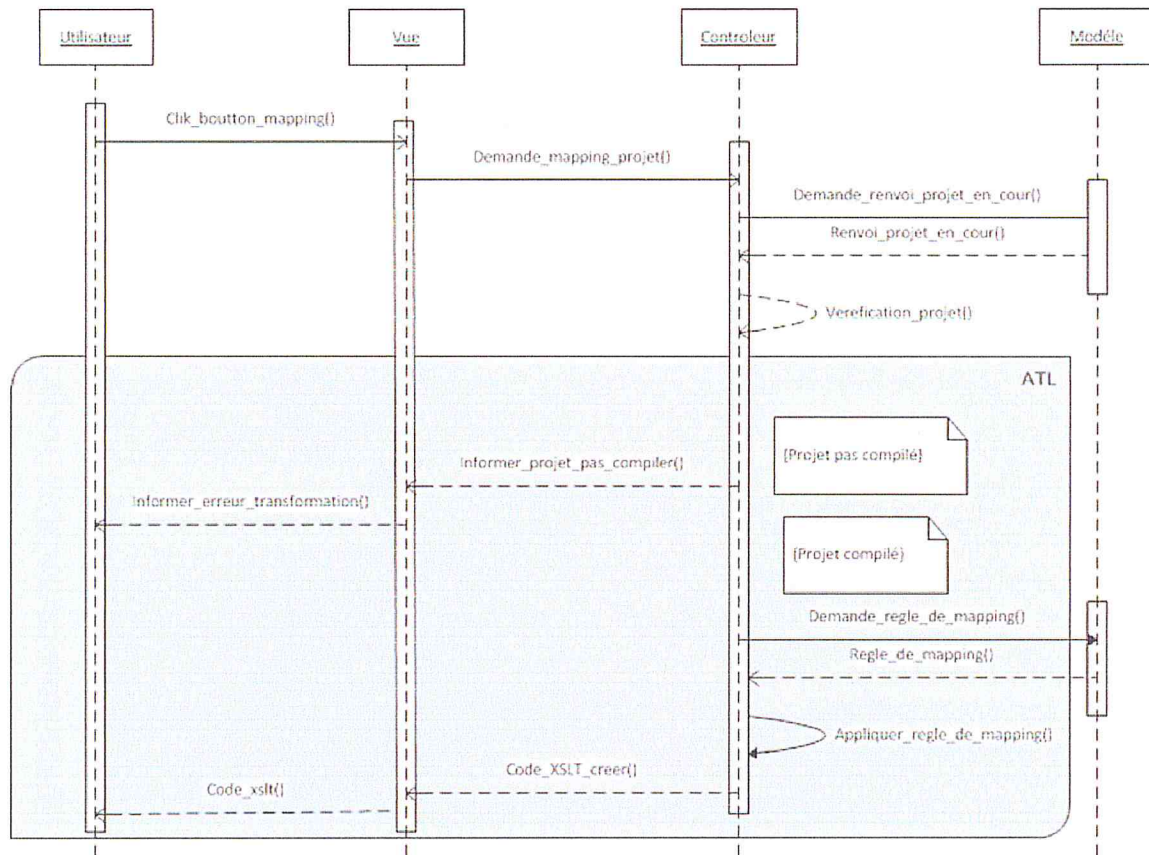 Utilisateur
Vue
Controleur
Modéle
Clik_boutton_mapping()
Demande_mapping_projet()
Demande_renvoi_projet_en_cour()
Renvoi_projet_en_cour()
Verefication_projet()
ATL
{Projet pas compilé}
Informer_projet_pas_compiler()
Informer_erreur_transformation()
{Projet compilé}
Demande_regle_de_mapping()
Regle_de_mapping()
Appliquer_regle_de_mapping()
Code_XSLT_creer()
Code_xslt()